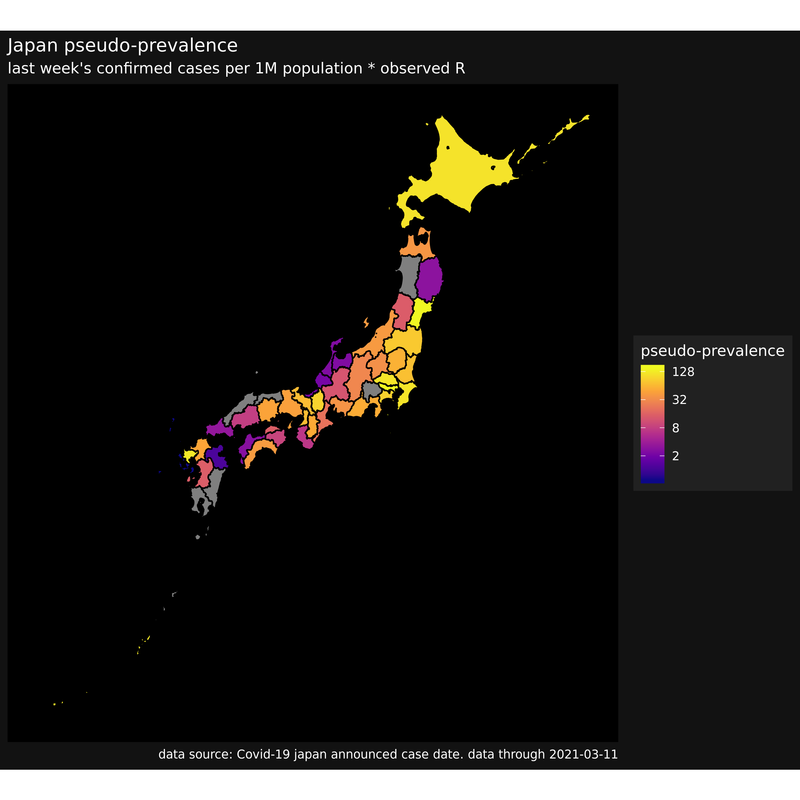 Japan pseudo-prevalence
last week's confirmed cases per 1M population * observed R
pseudo-prevalence
128
32
8
2
data source: Covid-19 japan announced case date. data through 2021-03-11